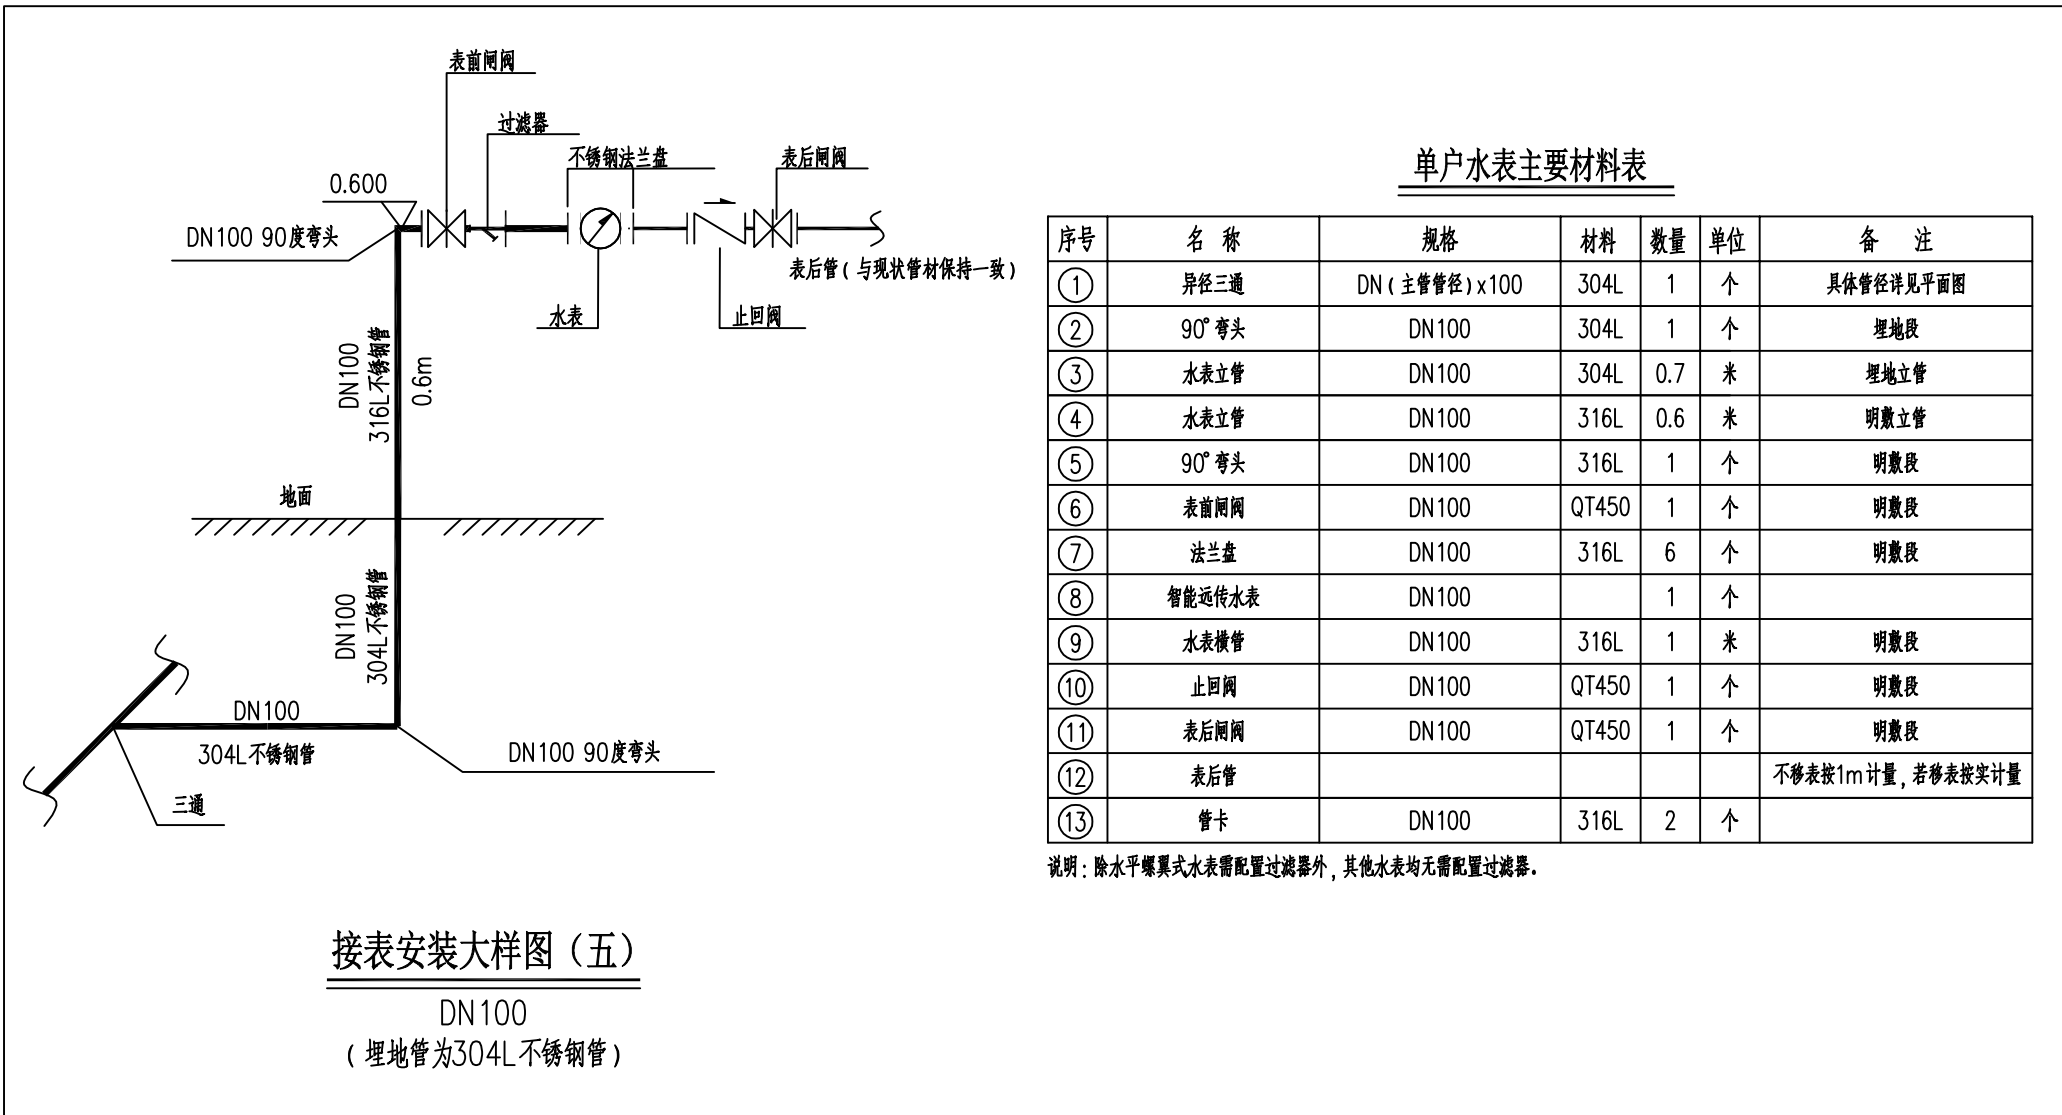 表前闸阀
过滤器
不锈钢法兰盘
表后闸阀
0.600
DN100 90度弯头
表后管(与现状管材保持一致)
水表
止回阀
DN100
316L不锈钢管
0.6m
地面
DN100
304L不锈钢管
DN100
304L不锈钢管
DN100 90度弯头
三通
接表安装大样图(五)
DN100
(埋地管为304L不锈钢管)
单户水表主要材料表
序号 名 称 规格 材料 数量 单位 备 注
① 异径三通 DN(主管管径)x100 304L 1 个 具体管径详见平面图
② 90°弯头 DN100 304L 1 个 埋地段
③ 水表立管 DN100 304L 0.7 米 埋地立管
④ 水表立管 DN100 316L 0.6 米 明敷立管
⑤ 90°弯头 DN100 316L 1 个 明敷段
⑥ 表前闸阀 DN100 QT450 1 个 明敷段
⑦ 法兰盘 DN100 316L 6 个 明敷段
⑧ 智能远传水表 DN100 1 个
⑨ 水表横管 DN100 316L 1 米 明敷段
⑩ 止回阀 DN100 QT450 1 个 明敷段
⑪ 表后闸阀 DN100 QT450 1 个 明敷段
⑫ 表后管 不移表按1m计量,若移表按实计量
⑬ 管卡 DN100 316L 2 个
说明:除水平螺翼式水表需配置过滤器外,其他水表均无需配置过滤器.